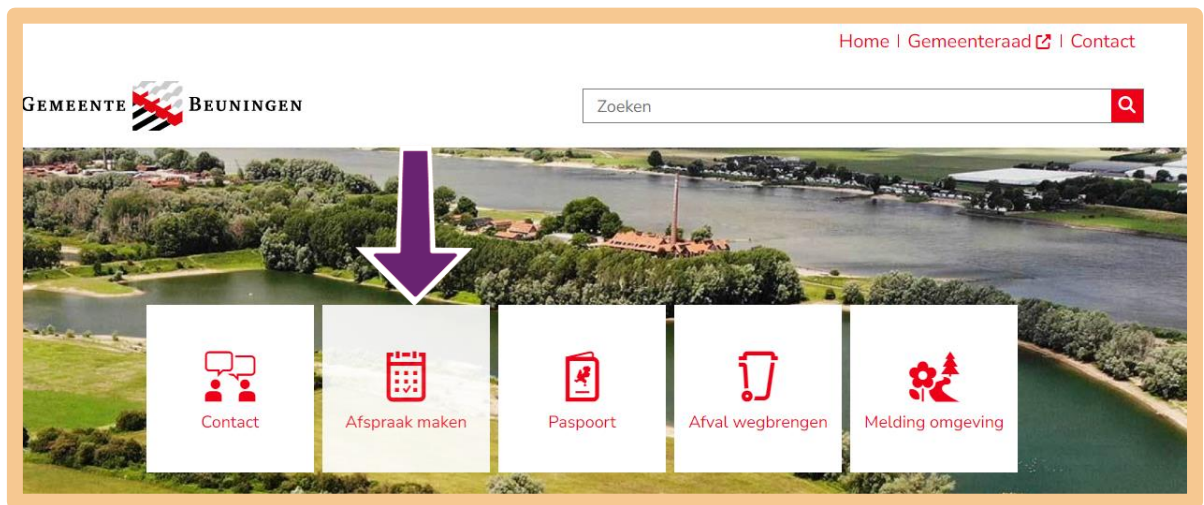 Home | Gemeenteraad | Contact
GEMEENTE BEUNINGEN
Zoeken
Contact
Afspraak maken
Paspoort
Afval wegbrengen
Melding omgeving